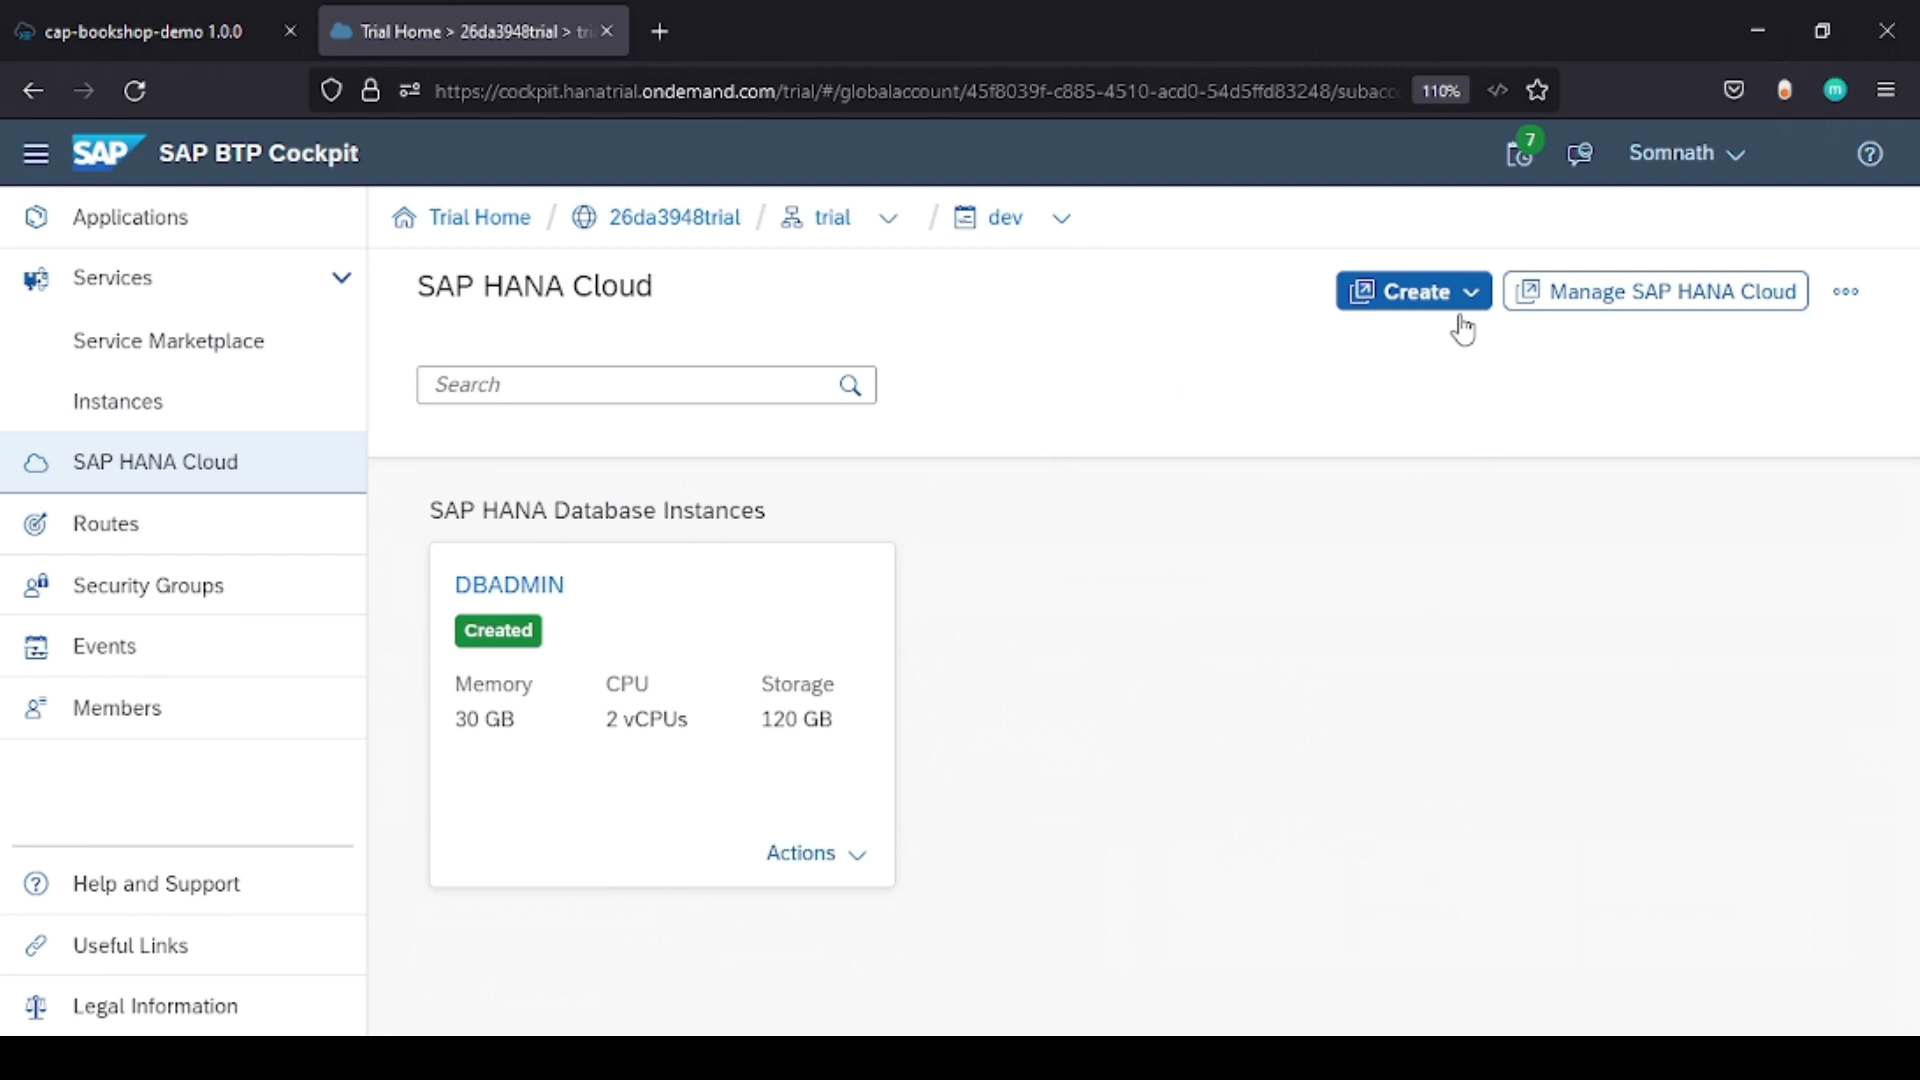 cap-bookshop-demo 1.0.0
Trial Home > 26da3948trial > tri
https://cockpit.hanatrial.ondemand.com/trial/#/globalaccount/45f8039f-c885-4510-acd0-54d5ffd83248/subacc
110%
m
SAP
SAP BTP Cockpit
7
Somnath
Applications
Services
Service Marketplace
Instances
SAP HANA Cloud
Routes
Security Groups
Events
Members
Help and Support
Useful Links
Legal Information
Trial Home / 26da3948trial / trial / dev
SAP HANA Cloud
Create
Manage SAP HANA Cloud
Search
SAP HANA Database Instances
DBADMIN
Created
Memory CPU Storage
30 GB 2 vCPUs 120 GB
Actions